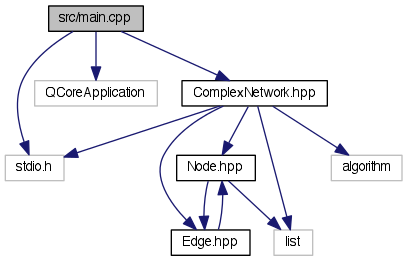 src/main.cpp
QCoreApplication
ComplexNetwork.hpp
stdio.h
Node.hpp
algorithm
Edge.hpp
list